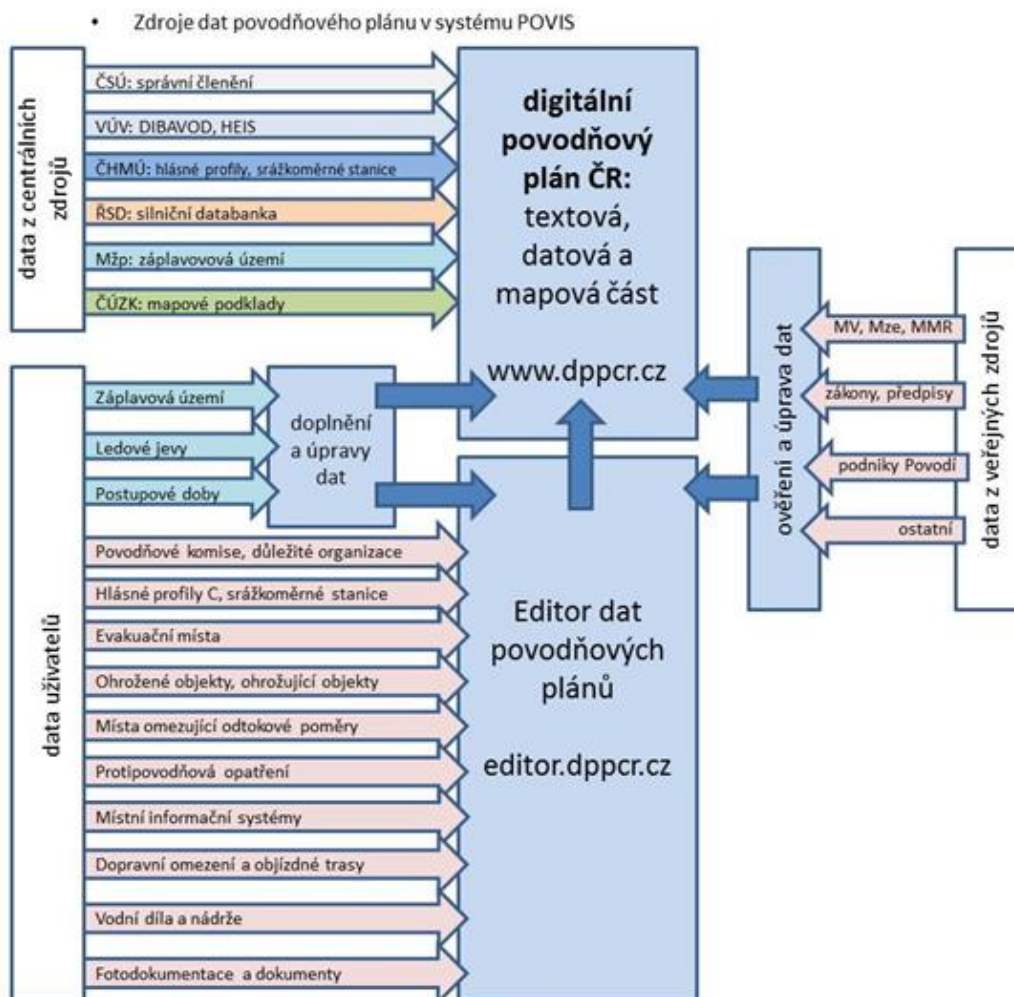 • Zdroje dat povodňového plánu v systému POVIS
data z centrálních
zdrojů
ČSÚ: správní členění
VÚV: DIBAVOD, HEIS
ČHMÚ: hlásné profily, srážkoměrné stanice
ŘSD: silniční databanka
Mžp: záplavovová území
ČÚZK: mapové podklady
digitální
povodňový
plán ČR:
textová,
datová a
mapová část
www.dppcr.cz
data uživatelů
Záplavová území
Ledové jevy
Postupové doby
doplnění
a úpravy
dat
Povodňové komise, důležité organizace
Hlásné profily C, srážkoměrné stanice
Evakuační místa
Ohrožené objekty, ohrožující objekty
Místa omezující odtokové poměry
Protipovodňová opatření
Místní informační systémy
Dopravní omezení a objízdné trasy
Vodní díla a nádrže
Fotodokumentace a dokumenty
Editor dat
povodňových
plánů
editor.dppcr.cz
ověření a úprava dat
MV, Mze, MMR
zákony, předpisy
podniky Povodí
ostatní
data z veřejných zdrojů